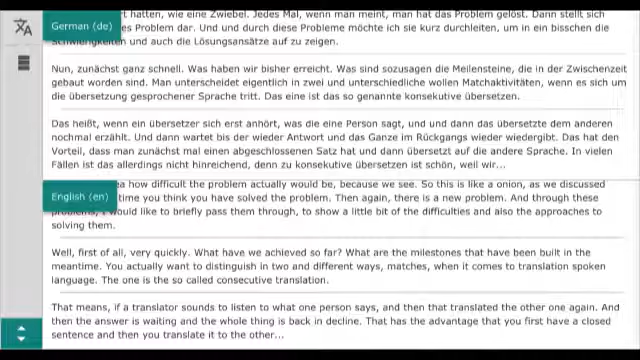 German (de)
hatten, wie eine Zwiebel. Jedes Mal, wenn man meint, man hat das Problem gelöst. Dann stellt sich
es Problem dar. Und und durch diese Probleme möchte ich sie kurz durchleiten, um in ein bisschen die
Schwierigkeiten und auch die Lösungsansätze auf zu zeigen.
Nun, zunächst ganz schnell. Was haben wir bisher erreicht. Was sind sozusagen die Meilensteine, die in der Zwischenzeit
gebaut worden sind. Man unterscheidet eigentlich in zwei und unterschiedliche wollen Matchaktivitäten, wenn es sich um
die übersetzung gesprochener Sprache tritt. Das eine ist das so genannte konsekutive übersetzen.
Das heißt, wenn ein übersetzer sich erst anhört, was die eine Person sagt, und und dann das übersetzte dem anderen
nochmal erzählt. Und dann wartet bis der wieder Antwort und das Ganze im Rückgangs wieder wiedergibt. Das hat den
Vorteil, dass man zunächst mal einen abgeschlossenen Satz hat und dann übersetzt auf die andere Sprache. In vielen
Fällen ist das allerdings nicht hinreichend, denn zu konsekutive übersetzen ist schön, weil wir...
English (en)
ea how difficult the problem actually would be, because we see. So this is like a onion, as we discussed
time you think you have solved the problem. Then again, there is a new problem. And through these
problems, I would like to briefly pass them through, to show a little bit of the difficulties and also the approaches to
solving them.
Well, first of all, very quickly. What have we achieved so far? What are the milestones that have been built in the
meantime. You actually want to distinguish in two and different ways, matches, when it comes to translation spoken
language. The one is the so called consecutive translation.
That means, if a translator sounds to listen to what one person says, and then that translated the other one again. And
then the answer is waiting and the whole thing is back in decline. That has the advantage that you first have a closed
sentence and then you translate it to the other...